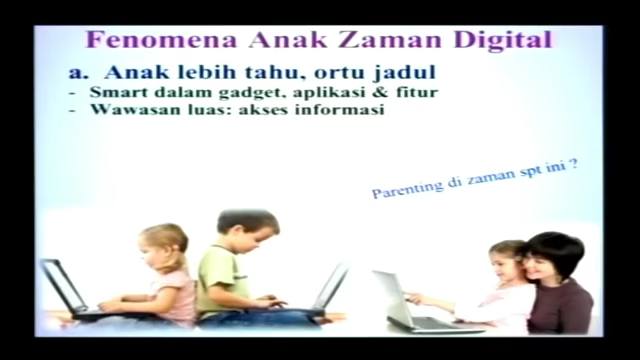 Fenomena Anak Zaman Digital
a. Anak lebih tahu, ortu jadul
- Smart dalam gadget, aplikasi & fitur
- Wawasan luas: akses informasi
Parenting di zaman spt ini ?